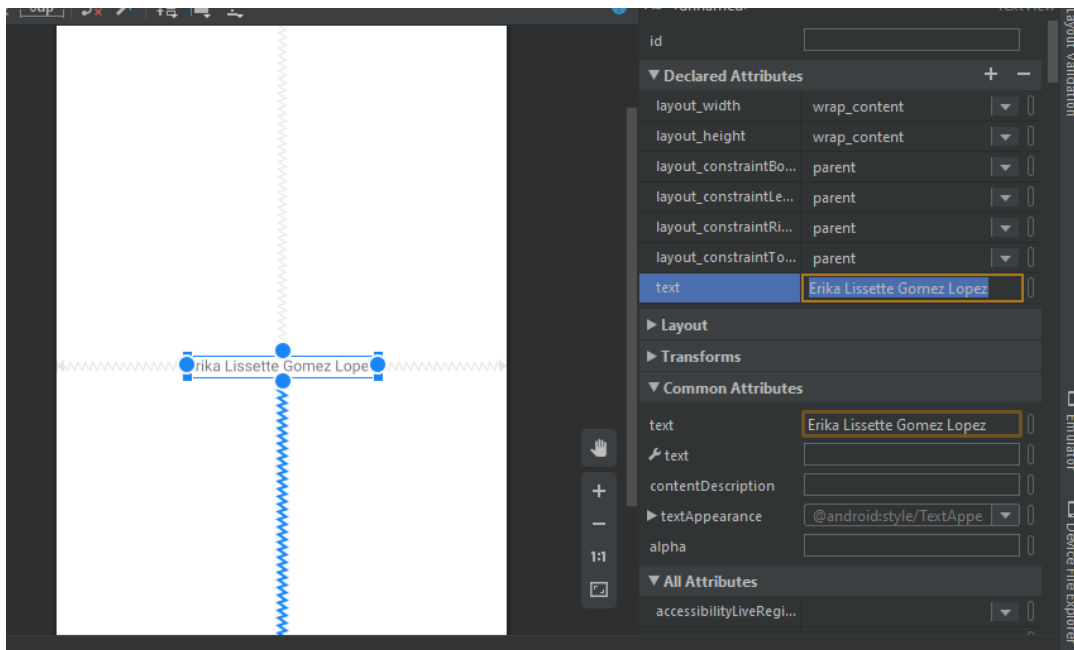 0dp
id
Declared Attributes
layout_width wrap_content
layout_height wrap_content
layout_constraintBo... parent
layout_constraintLe... parent
layout_constraintRi... parent
layout_constraintTo... parent
text Erika Lissette Gomez Lopez
Layout
Transforms
Common Attributes
text Erika Lissette Gomez Lopez
text
contentDescription
textAppearance @android:style/TextAppe
alpha
All Attributes
accessibilityLiveRegi...
rika Lissette Gomez Lope
1:1
Layout Validation
Emulator
Device File Explorer